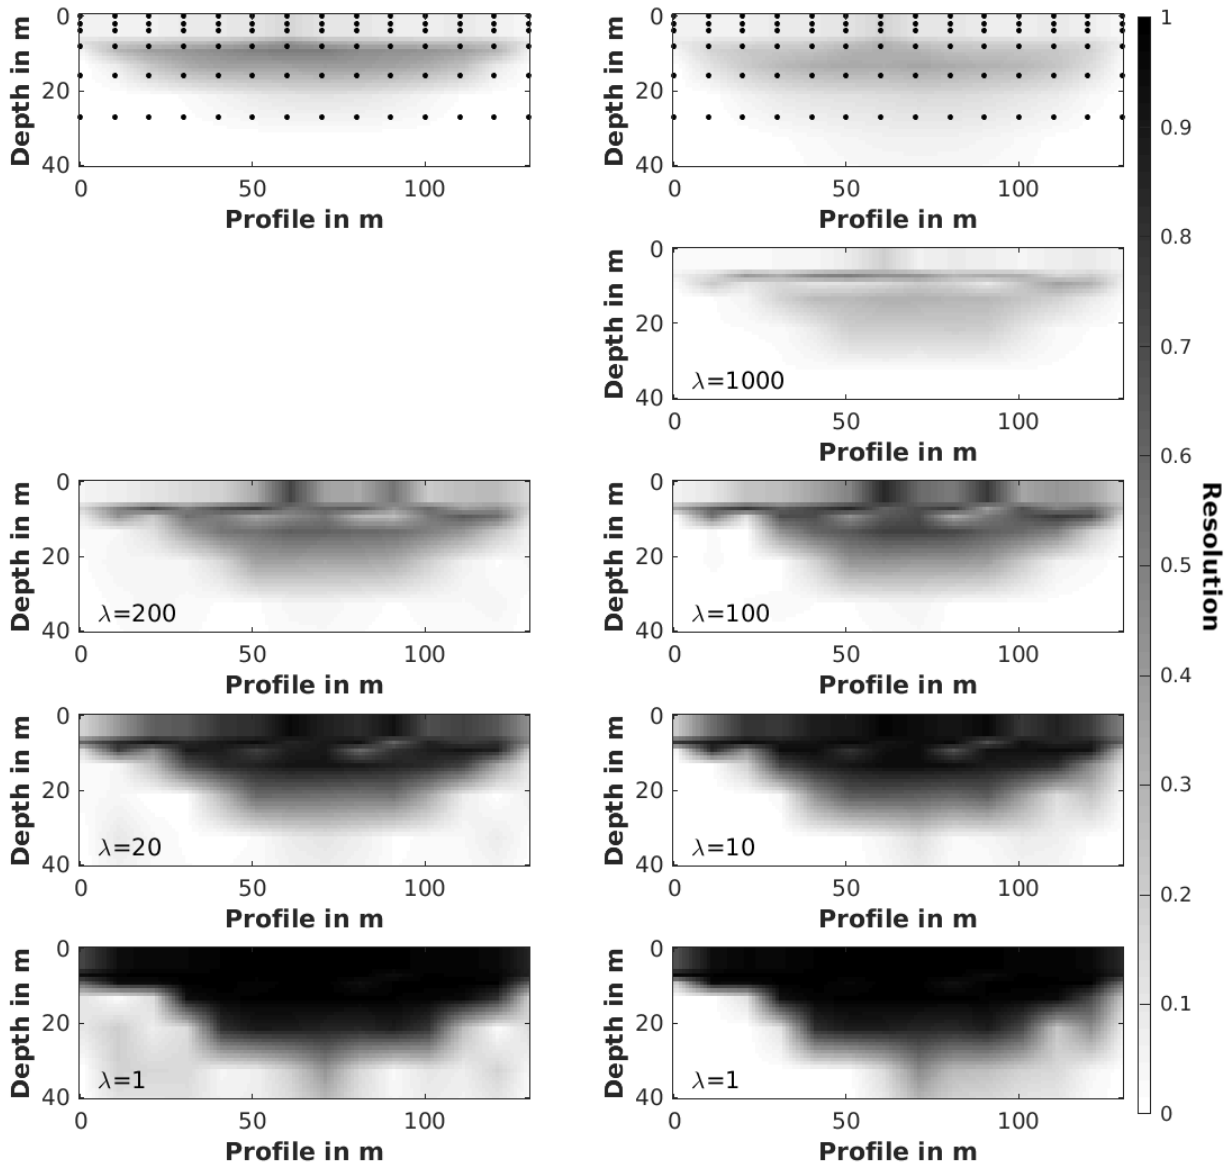 0
20
40
Depth in m
0 50 100
Profile in m
0
20
40
Depth in m
0 50 100
Profile in m
0
20
40
Depth in m
λ=1000
0 50 100
Profile in m
0
20
40
Depth in m
λ=200
0 50 100
Profile in m
0
20
40
Depth in m
λ=100
0 50 100
Profile in m
0
20
40
Depth in m
λ=20
0 50 100
Profile in m
0
20
40
Depth in m
λ=10
0 50 100
Profile in m
0
20
40
Depth in m
λ=1
0 50 100
Profile in m
0
20
40
Depth in m
λ=1
0 50 100
Profile in m
1
0.9
0.8
0.7
0.6
0.5
0.4
0.3
0.2
0.1
0
Resolution